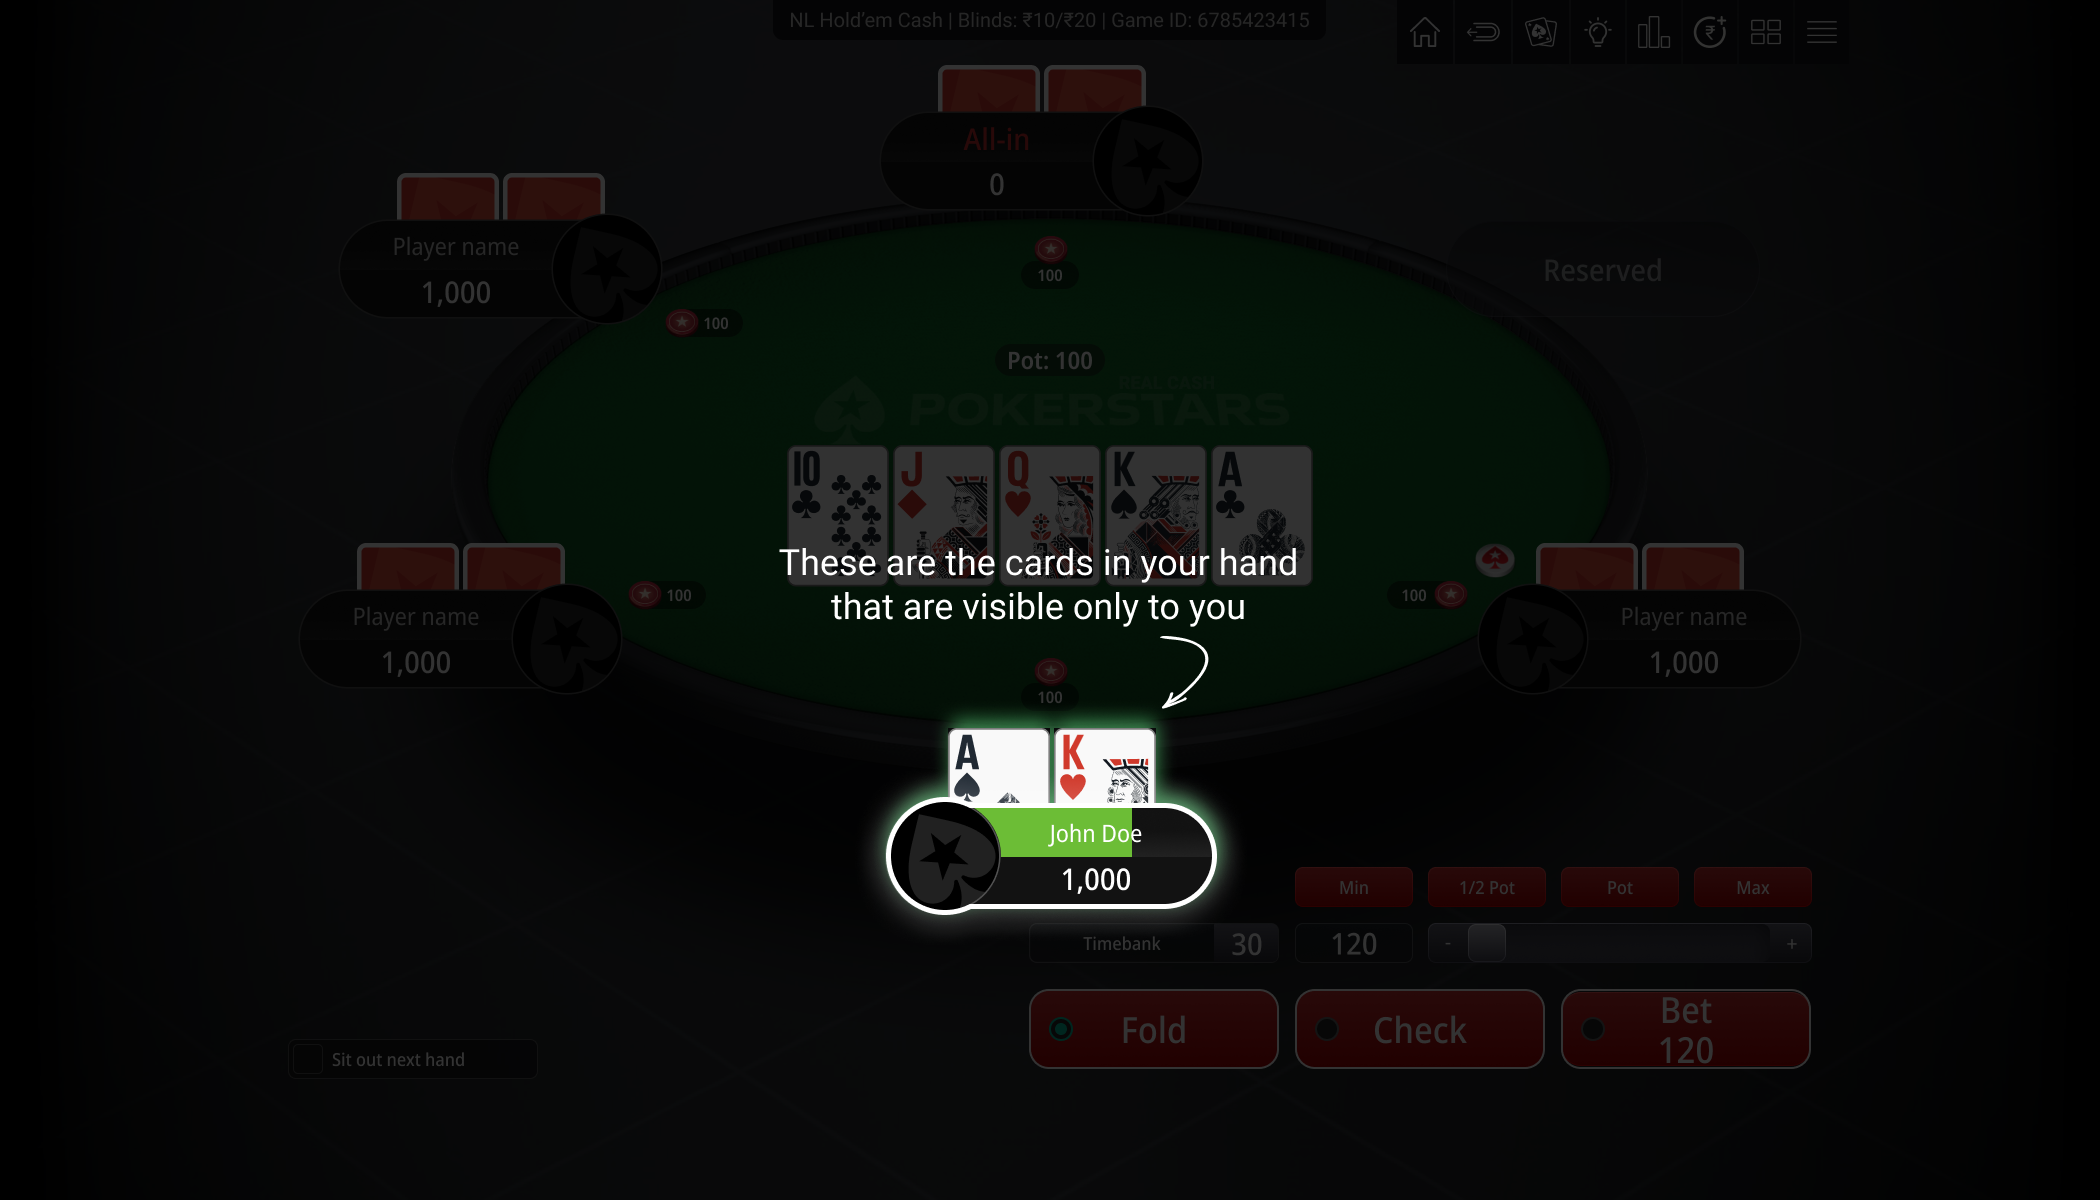 NL Hold'em Cash | Blinds: ₹10/₹20 | Game ID: 6785423415
All-in
0
Player name
1,000
Reserved
100
100
Pot: 100
REAL CASH
POKERSTARS
10 J Q K A
These are the cards in your hand
that are visible only to you
100
100
Player name
1,000
Player name
1,000
100
A K
John Doe
1,000
Min 1/2 Pot Pot Max
Timebank 30 120 - +
Fold Check Bet
120
Sit out next hand